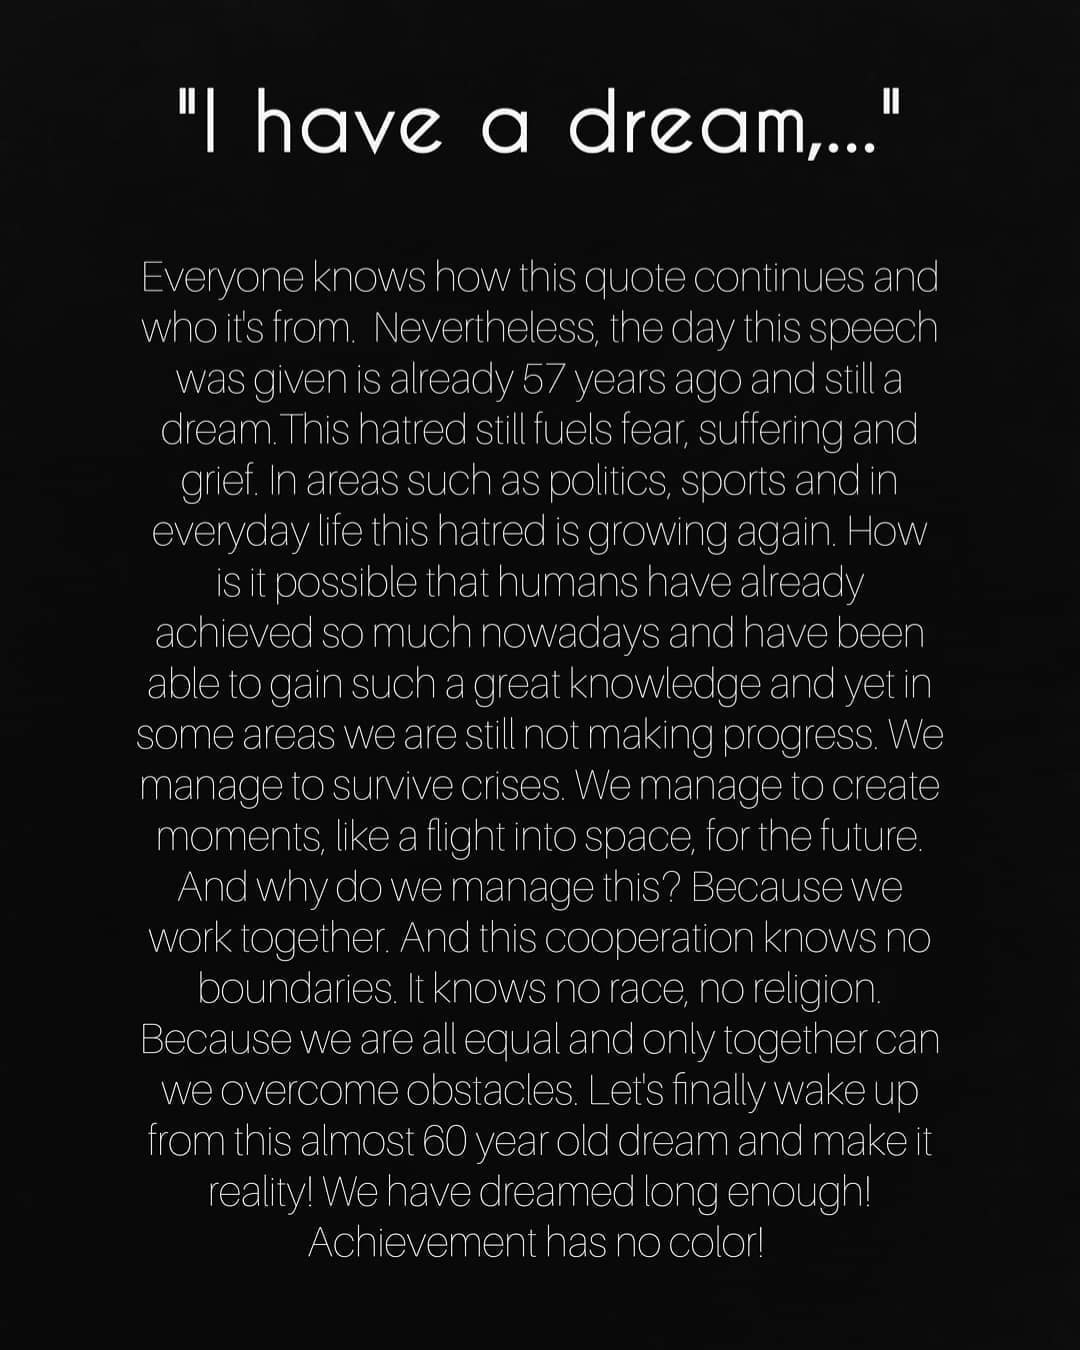 "I have a dream,..."
Everyone knows how this quote continues and
who it's from. Nevertheless, the day this speech
was given is already 57 years ago and still a
dream.This hatred still fuels fear, suffering and
grief. In areas such as politics, sports and in
everyday life this hatred is growing again. How
is it possible that humans have already
achieved so much nowadays and have been
able to gain such a great knowledge and yet in
some areas we are still not making progress. We
manage to survive crises. We manage to create
moments, like a flight into space, for the future.
And why do we manage this? Because we
work together. And this cooperation knows no
boundaries. It knows no race, no religion.
Because we are all equal and only together can
we overcome obstacles. Let's finally wake up
from this almost 60 year old dream and make it
reality! We have dreamed long enough!
Achievement has no color!